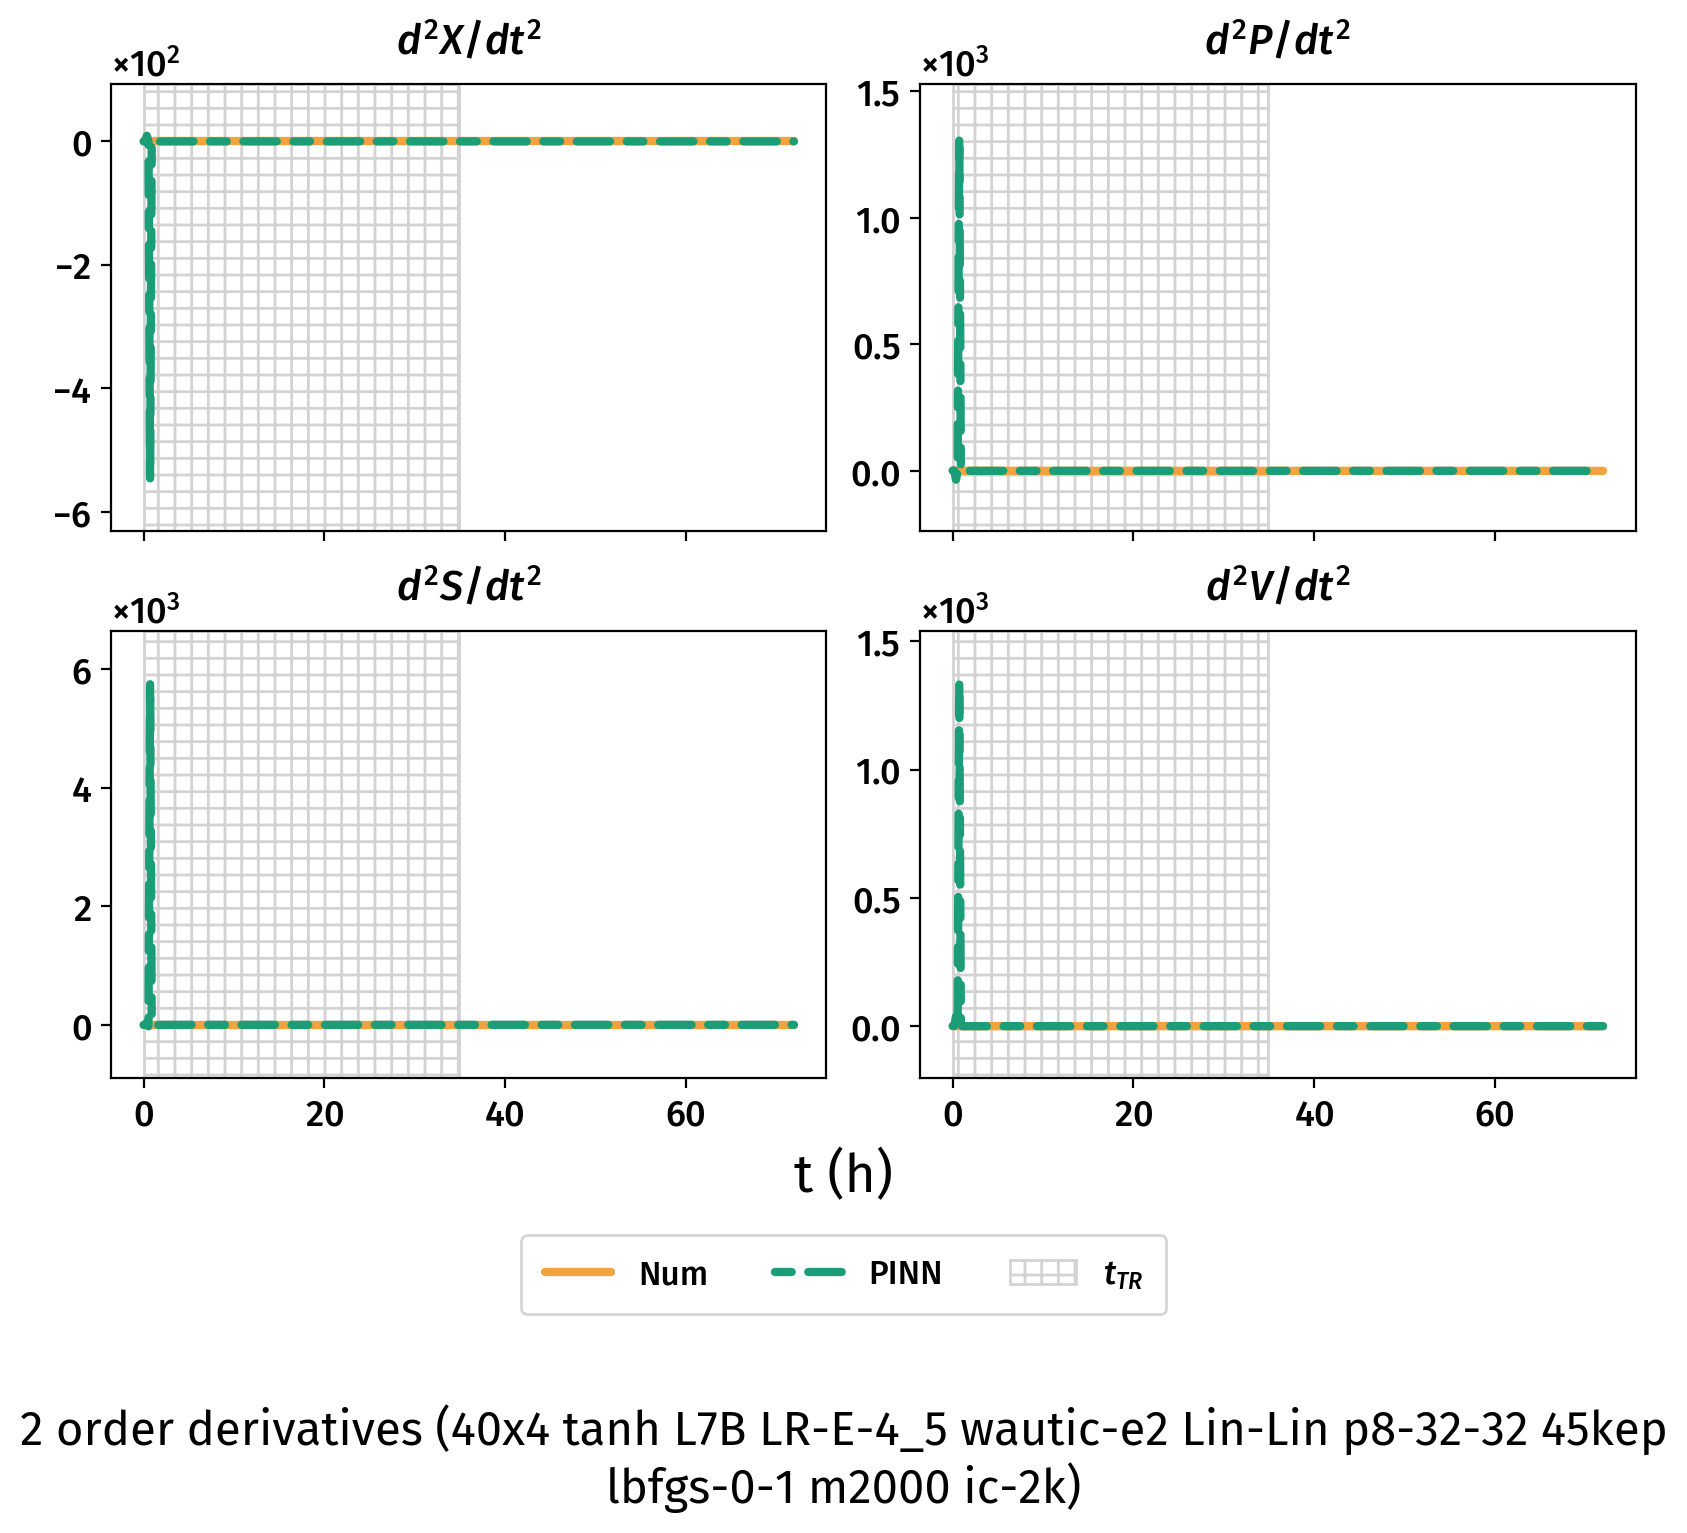 d²X/dt²
×10²
0
−2
−4
−6
d²P/dt²
×10³
1.5
1.0
0.5
0.0
d²S/dt²
×10³
6
4
2
0
0 20 40 60
d²V/dt²
×10³
1.5
1.0
0.5
0.0
0 20 40 60
t (h)
Num PINN t_TR
2 order derivatives (40x4 tanh L7B LR-E-4_5 wautic-e2 Lin-Lin p8-32-32 45kep
lbfgs-0-1 m2000 ic-2k)